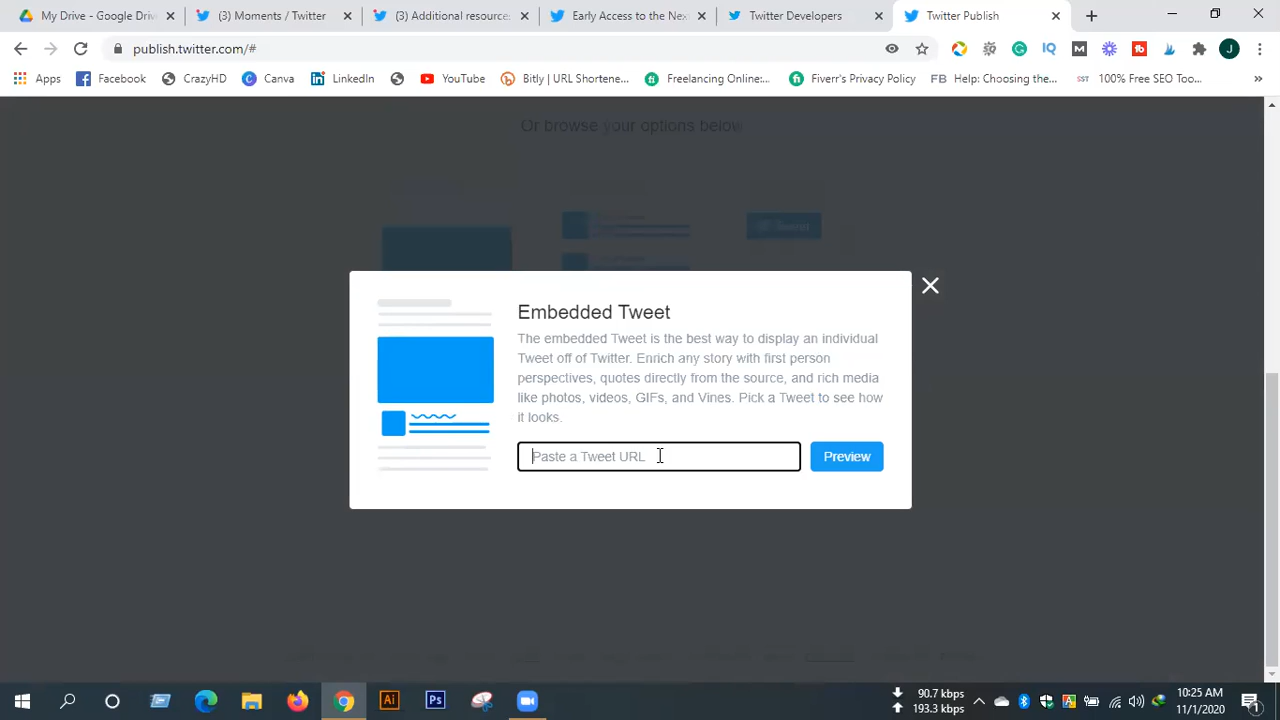 My Drive - Google Driv
(3) Moments / Twitter
(3) Additional resource
Early Access to the Nex
Twitter Developers
Twitter Publish
publish.twitter.com/#
Apps
Facebook
CrazyHD
Canva
LinkedIn
YouTube
Bitly | URL Shortene...
Freelancing Online:...
Fiverr's Privacy Policy
FB Help: Choosing the...
SST 100% Free SEO Too...
Or browse your options below
Embedded Tweet
The embedded Tweet is the best way to display an individual
Tweet off of Twitter. Enrich any story with first person
perspectives, quotes directly from the source, and rich media
like photos, videos, GIFs, and Vines. Pick a Tweet to see how
it looks.
Paste a Tweet URL
Preview
90.7 kbps
193.3 kbps
10:25 AM
11/1/2020